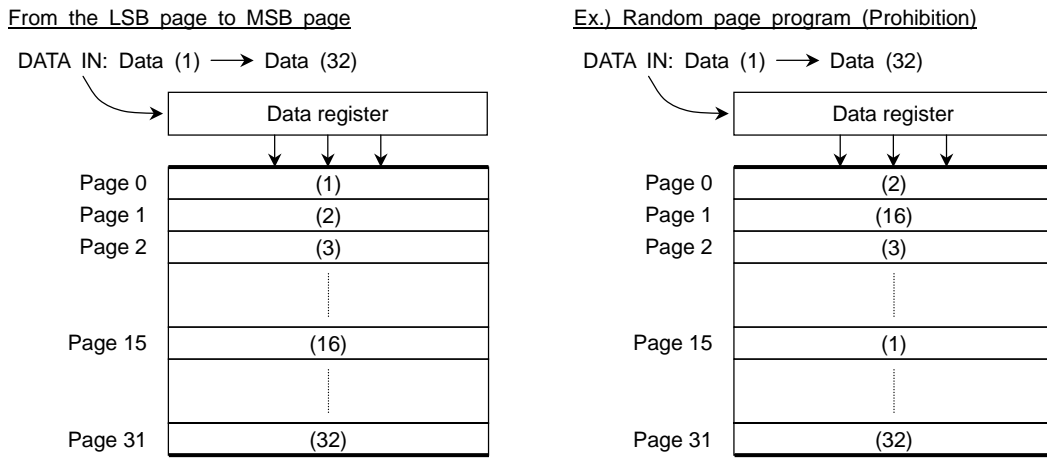 From the LSB page to MSB page
DATA IN: Data (1) → Data (32)
Data register
Page 0 (1)
Page 1 (2)
Page 2 (3)
Page 15 (16)
Page 31 (32)
Ex.) Random page program (Prohibition)
DATA IN: Data (1) → Data (32)
Data register
Page 0 (2)
Page 1 (16)
Page 2 (3)
Page 15 (1)
Page 31 (32)